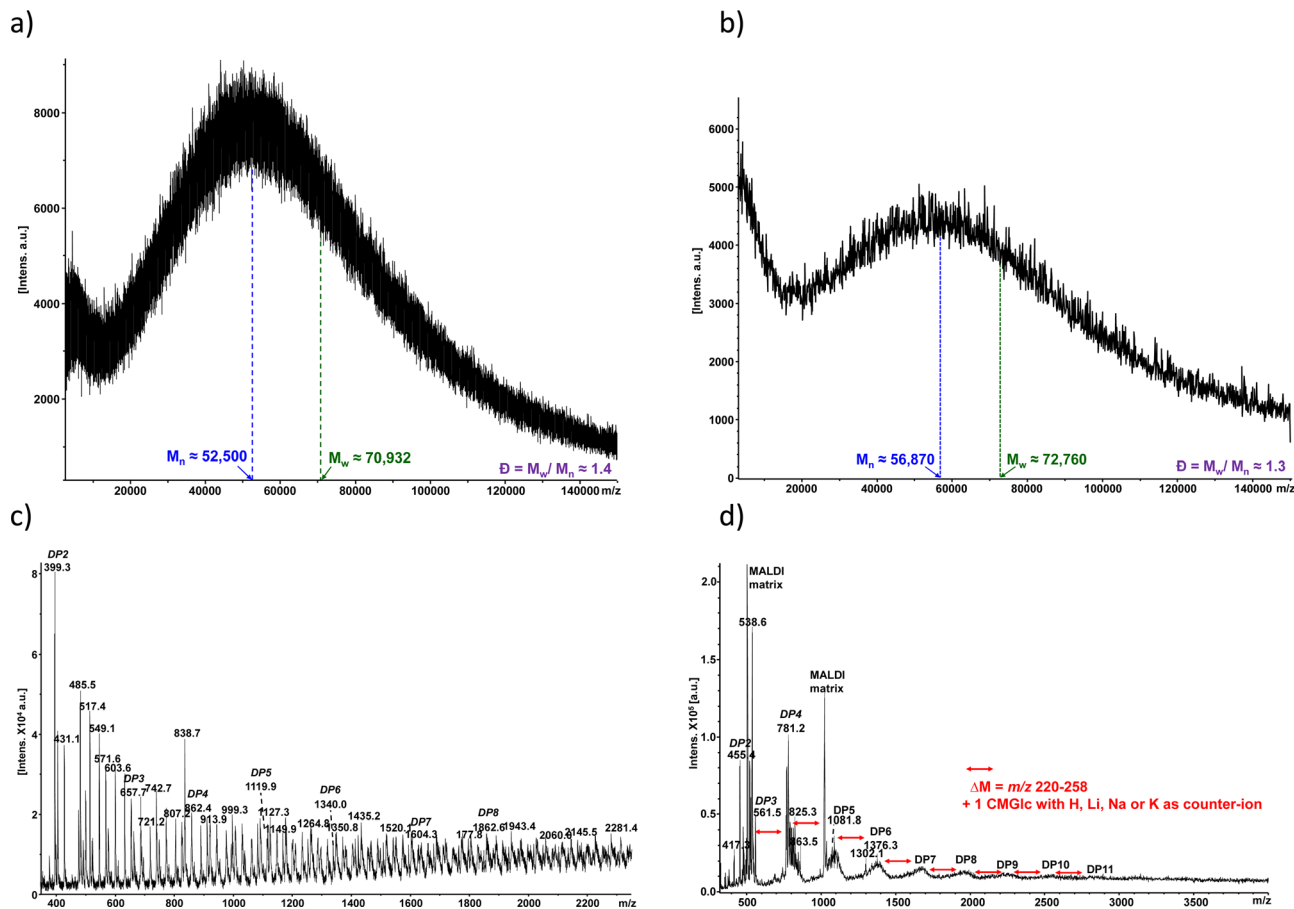 a)
[Intens. a.u.]
8000
6000
4000
2000
Mn ≈ 52,500
Mw ≈ 70,932
Đ = Mw/ Mn ≈ 1.4
20000 40000 60000 80000 100000 120000 140000 m/z
b)
[Intens. a.u.]
6000
5000
4000
3000
2000
1000
0
Mn ≈ 56,870
Mw ≈ 72,760
Đ = Mw/ Mn ≈ 1.3
20000 40000 60000 80000 100000 120000 140000 m/z
c)
[Intens. X10⁴ a.u.]
8
6
4
2
0
DP2
399.3
431.1
485.5
517.4
549.1
571.6
603.6
DP3
657.7
721.2
742.7
807.2
838.7
DP4
862.4
913.9
999.3
DP5
1119.9
1127.3
1149.9
1264.8
DP6
1340.0
1350.8
1435.2
1520.1
DP7
1604.3
177.8
DP8
1862.6
1943.4
2060.0
2145.5
2281.4
400 600 800 1000 1200 1400 1600 1800 2000 2200 m/z
d)
Intens. X10⁵ [a.u.]
2.0
1.5
1.0
0.5
0.0
MALDI
matrix
538.6
MALDI
matrix
DP4
781.2
DP2
455.4
DP3
561.5
825.3
417.3
863.5
DP5
1081.8
DP6
1376.3
1302.1
DP7
DP8
DP9
DP10
DP11
ΔM = m/z 220-258
+ 1 CMGlc with H, Li, Na or K as counter-ion
500 1000 1500 2000 2500 3000 3500 m/z